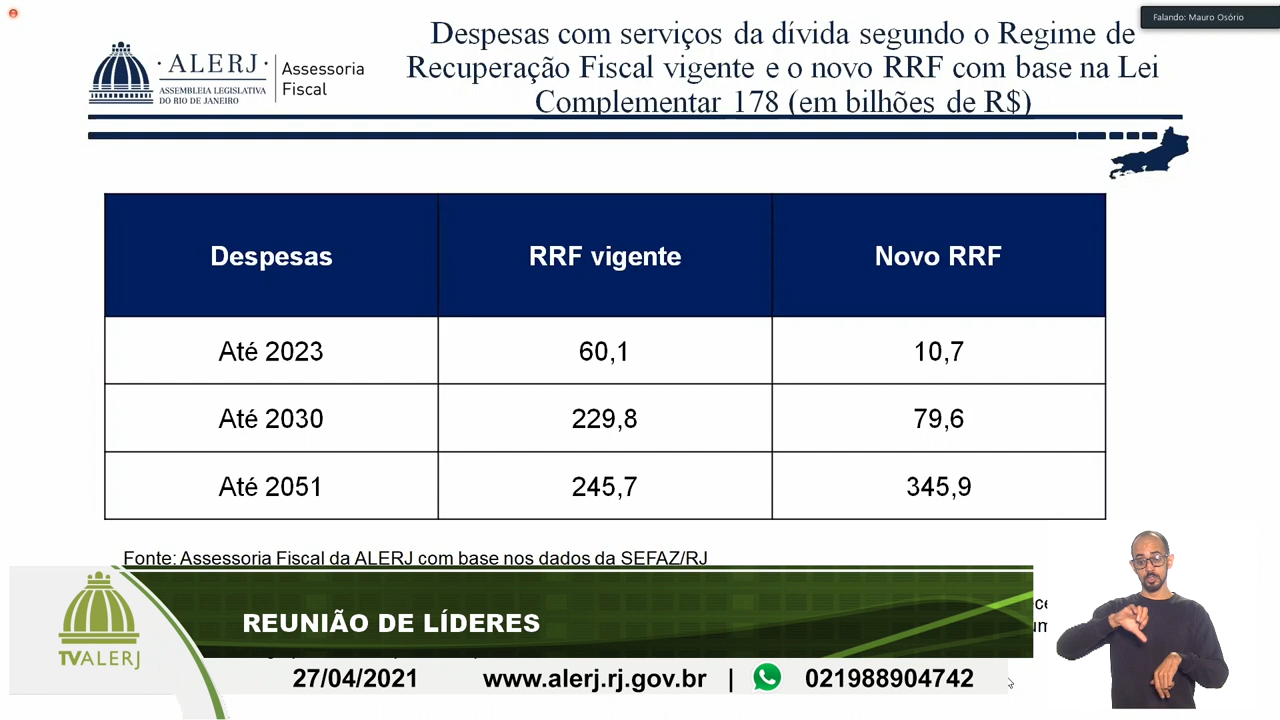 Falando: Mauro Osório
Despesas com serviços da dívida segundo o Regime de
Recuperação Fiscal vigente e o novo RRF com base na Lei
Complementar 178 (em bilhões de R$)
· ALERJ ·
ASSEMBLEIA LEGISLATIVA
DO RIO DE JANEIRO
Assessoria
Fiscal
Despesas RRF vigente Novo RRF
Até 2023 60,1 10,7
Até 2030 229,8 79,6
Até 2051 245,7 345,9
Fonte: Assessoria Fiscal da ALERJ com base nos dados da SEFAZ/RJ
REUNIÃO DE LÍDERES
TVALERJ
27/04/2021 www.alerj.rj.gov.br | 021988904742